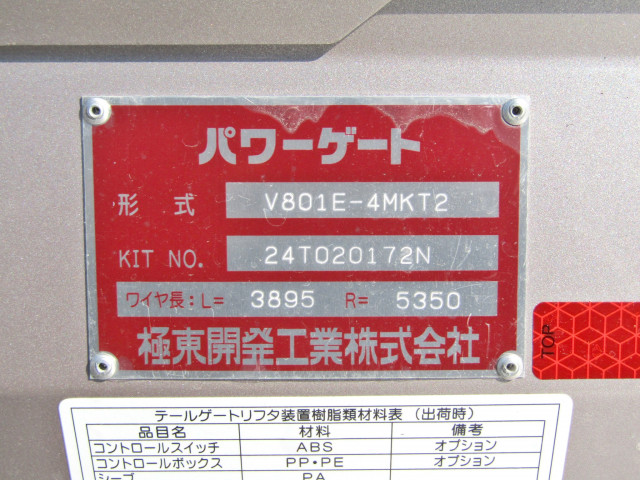 パワーゲート
形式 V801E-4MKT2
KIT NO. 24T020172N
ワイヤ長:L= 3895 R= 5350
極東開発工業株式会社
TOP
テールゲートリフタ装置樹脂類材料表(出荷時)
品目名 材料 備考
コントロールスイッチ ABS オプション
コントロールボックス PP・PE オプション
シーブ PA